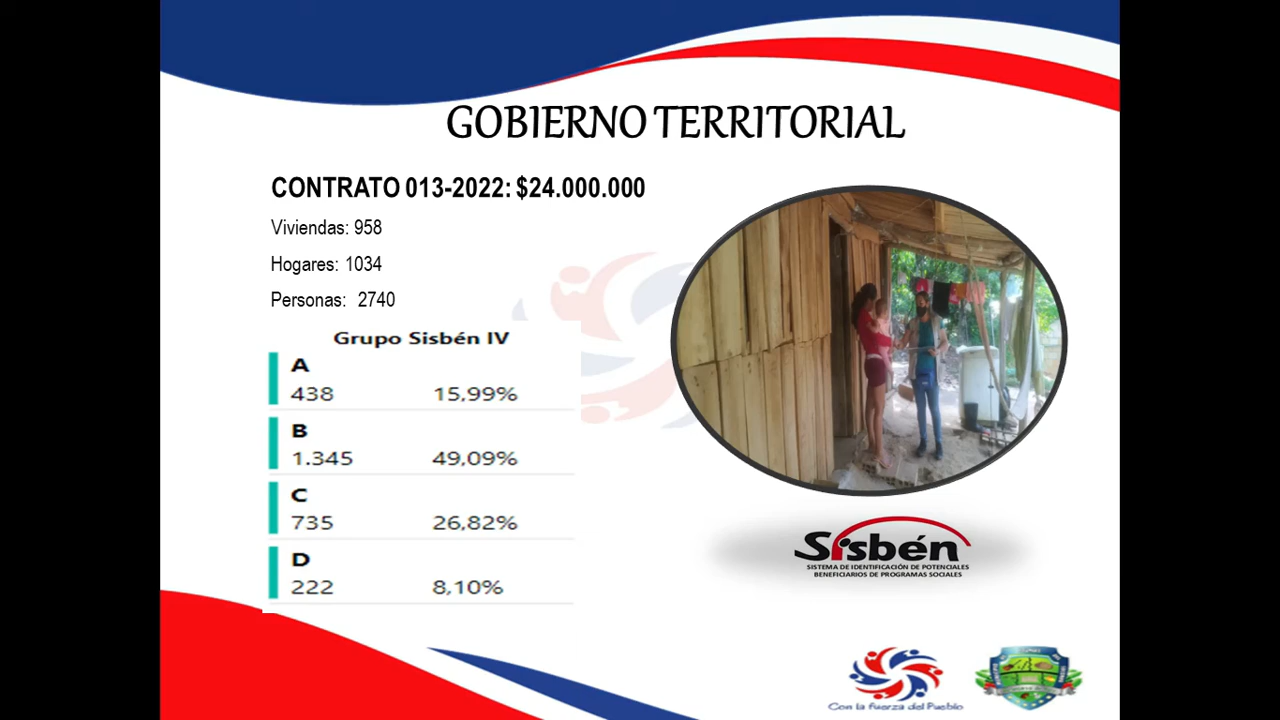 GOBIERNO TERRITORIAL
CONTRATO 013-2022: $24.000.000
Viviendas: 958
Hogares: 1034
Personas: 2740
Grupo Sisbén IV
A
438 15,99%
B
1.345 49,09%
C
735 26,82%
D
222 8,10%
Sisbén
SISTEMA DE IDENTIFICACIÓN DE POTENCIALES
BENEFICIARIOS DE PROGRAMAS SOCIALES
Con la fuerza del Pueblo